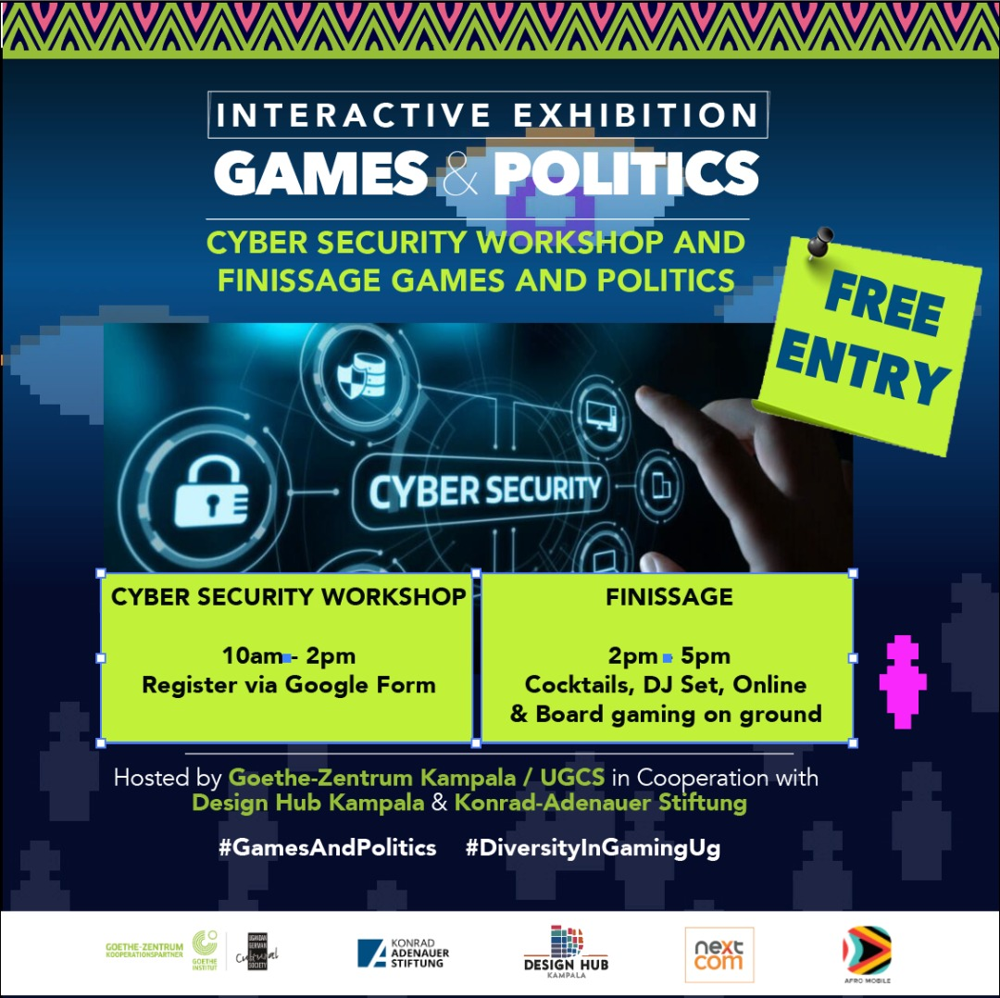 INTERACTIVE EXHIBITION
GAMES & POLITICS
CYBER SECURITY WORKSHOP AND
FINISSAGE GAMES AND POLITICS
FREE
ENTRY
CYBER SECURITY
CYBER SECURITY WORKSHOP
10am - 2pm
Register via Google Form
FINISSAGE
2pm - 5pm
Cocktails, DJ Set, Online
& Board gaming on ground
Hosted by Goethe-Zentrum Kampala / UGCS in Cooperation with
Design Hub Kampala & Konrad-Adenauer Stiftung
#GamesAndPolitics #DiversityInGamingUg
GOETHE-ZENTRUM
KOOPERATIONSPARTNER
GOETHE
INSTITUT
UGANDAN
GERMAN
Cultural
SOCIETY
KONRAD
ADENAUER
STIFTUNG
DESIGN HUB
KAMPALA
next
com
AFRO MOBILE